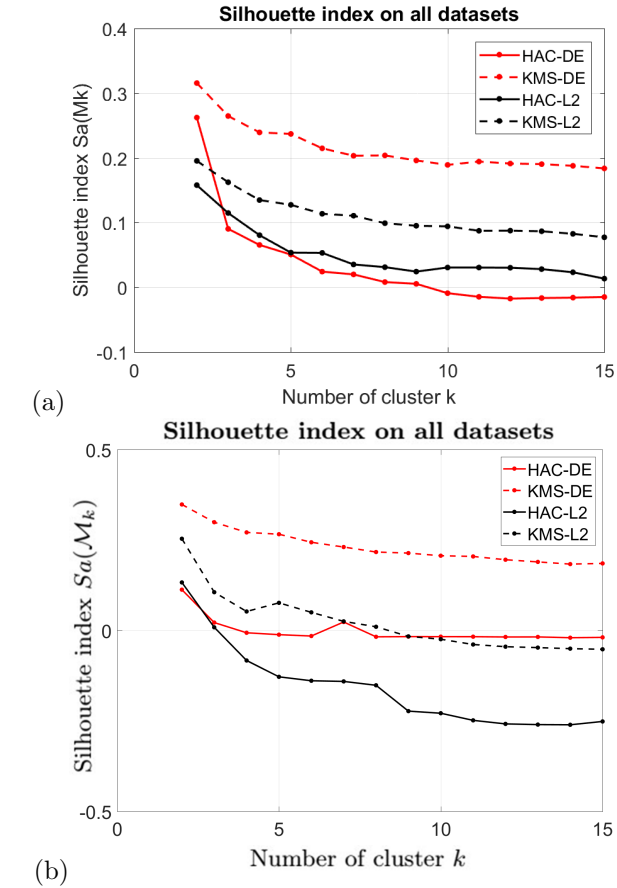 Silhouette index on all datasets
Silhouette index Sa(Mk)
0.4
0.3
0.2
0.1
0
-0.1
HAC-DE
KMS-DE
HAC-L2
KMS-L2
0
5
10
15
Number of cluster k
(a)
Silhouette index on all datasets
Silhouette index Sa(ℳₖ)
0.5
0
-0.5
HAC-DE
KMS-DE
HAC-L2
KMS-L2
0
5
10
15
Number of cluster k
(b)